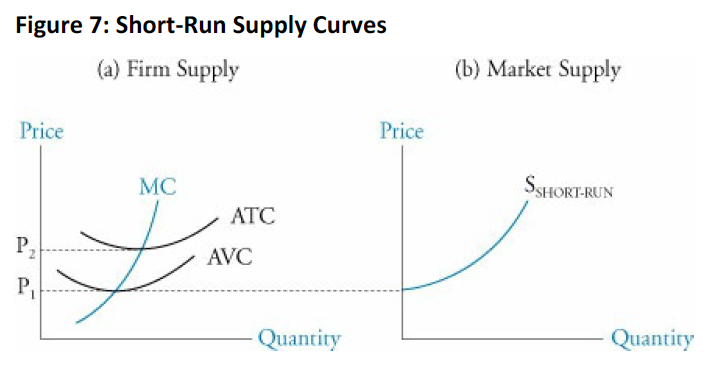 Figure 7: Short-Run Supply Curves
(a) Firm Supply
(b) Market Supply
Price
MC
ATC
P2
AVC
P1
Quantity
Price
SSHORT-RUN
Quantity